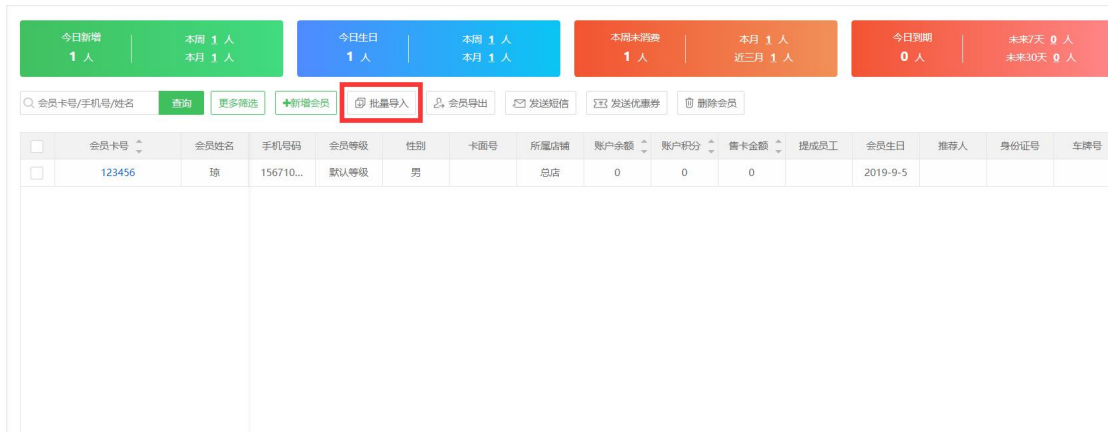 今日新增 本周 1 人 今日生日 本周 1 人 本周未消费 本月 1 人 今日到期 未来7天 0 人
1 人 本月 1 人 1 人 本月 1 人 1 人 近三月 1 人 0 人 未来30天 0 人
会员卡号/手机号/姓名 查询 更多筛选 +新增会员 批量导入 会员导出 发送短信 发送优惠券 删除会员
会员卡号 会员姓名 手机号码 会员等级 性别 卡面号 所属店铺 账户余额 账户积分 售卡金额 提成员工 会员生日 推荐人 身份证号 车牌号
123456 琼 156710... 默认等级 男 总店 0 0 0 2019-9-5